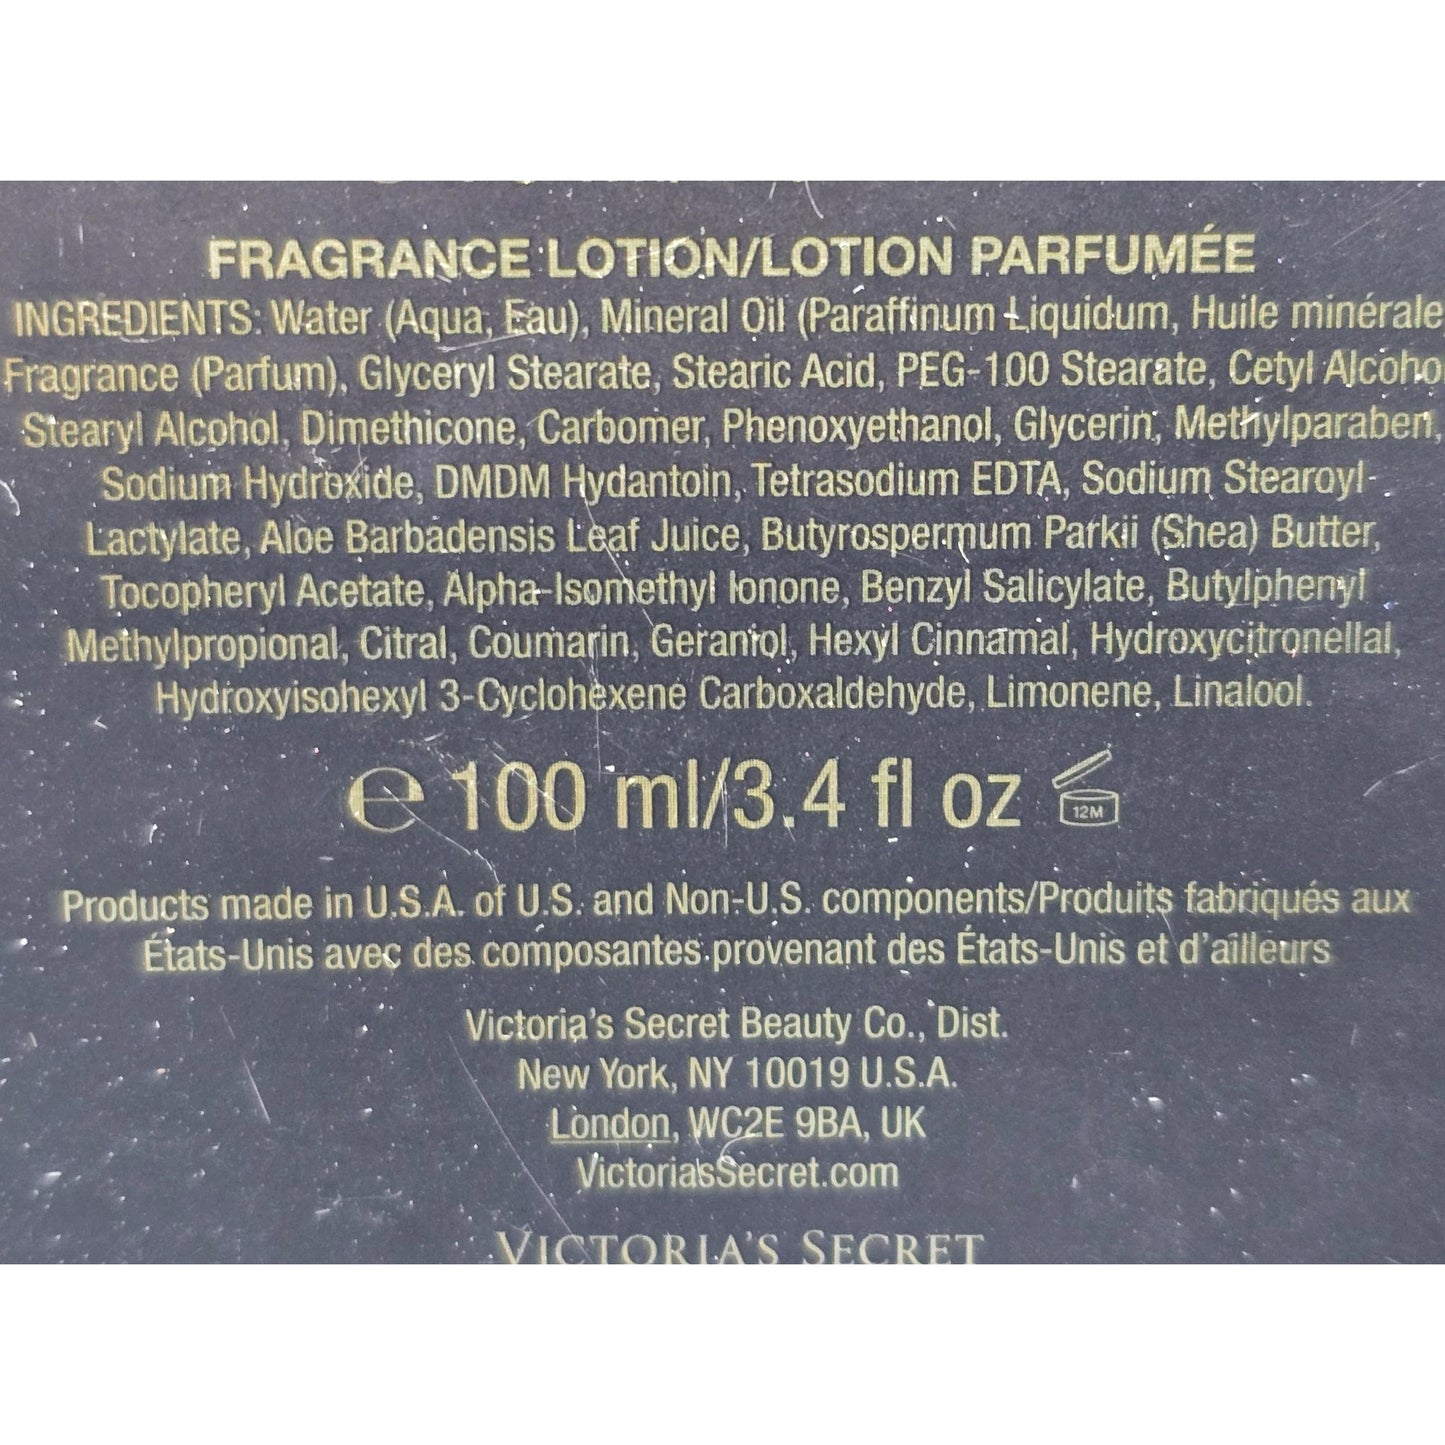 FRAGRANCE LOTION/LOTION PARFUMÉE
INGREDIENTS: Water (Aqua, Eau), Mineral Oil (Paraffinum Liquidum, Huile minérale
Fragrance (Parfum), Glyceryl Stearate, Stearic Acid, PEG-100 Stearate, Cetyl Alcoho
Stearyl Alcohol, Dimethicone, Carbomer, Phenoxyethanol, Glycerin, Methylparaben,
Sodium Hydroxide, DMDM Hydantoin, Tetrasodium EDTA, Sodium Stearoyl-
Lactylate, Aloe Barbadensis Leaf Juice, Butyrospermum Parkii (Shea) Butter,
Tocopheryl Acetate, Alpha-Isomethyl Ionone, Benzyl Salicylate, Butylphenyl
Methylpropional, Citral, Coumarin, Geraniol, Hexyl Cinnamal, Hydroxycitronellal,
Hydroxyisohexyl 3-Cyclohexene Carboxaldehyde, Limonene, Linalool.
℮ 100 ml/3.4 fl oz 12M
Products made in U.S.A. of U.S. and Non-U.S. components/Produits fabriqués aux
États-Unis avec des composantes provenant des États-Unis et d'ailleurs
Victoria's Secret Beauty Co., Dist.
New York, NY 10019 U.S.A.
London, WC2E 9BA, UK
VictoriasSecret.com
VICTORIA'S SECRET